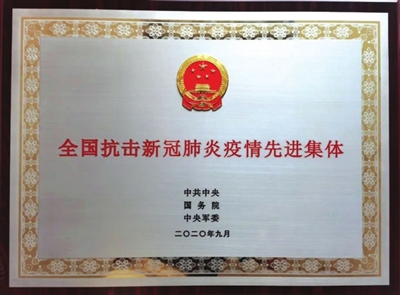 全国抗击新冠肺炎疫情先进集体
中共中央
国务院
中央军委
二〇二〇年九月